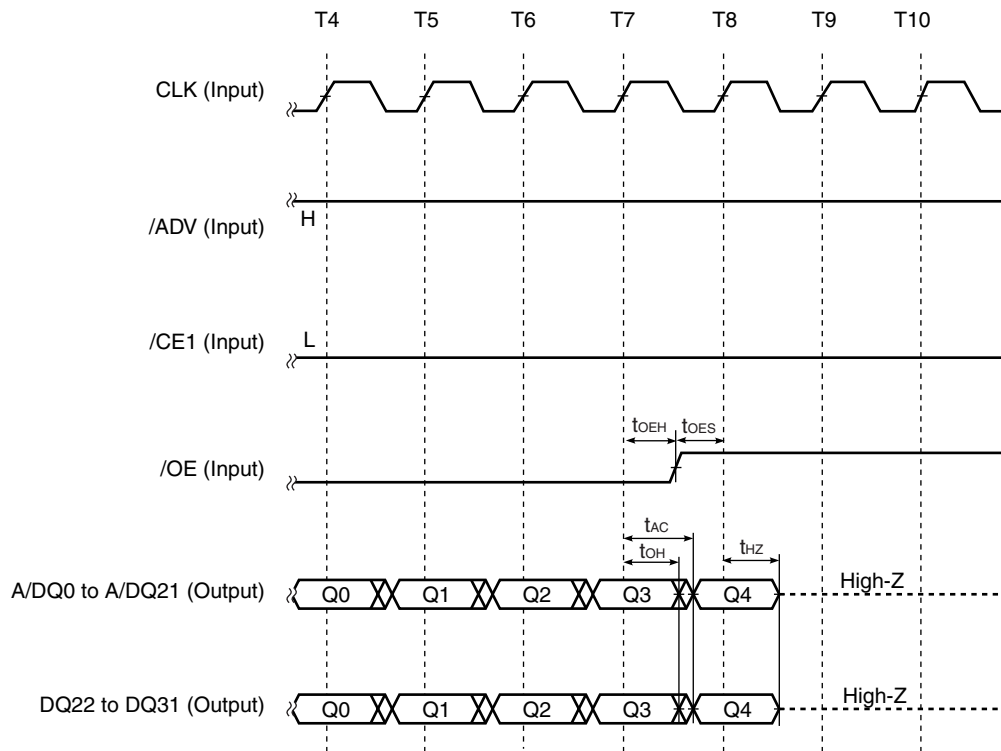 T4 T5 T6 T7 T8 T9 T10
CLK (Input)
/ADV (Input) H
/CE1 (Input) L
tOEH tOES
/OE (Input)
tAC
tOH tHZ
A/DQ0 to A/DQ21 (Output) Q0 Q1 Q2 Q3 Q4 High-Z
DQ22 to DQ31 (Output) Q0 Q1 Q2 Q3 Q4 High-Z